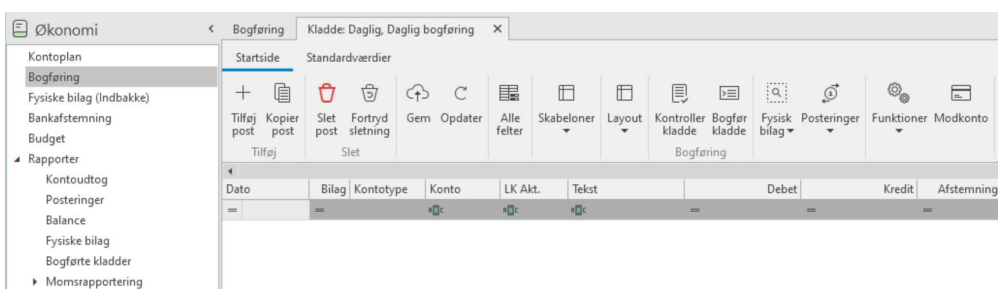 Økonomi
Kontoplan
Bogføring
Fysiske bilag (Indbakke)
Bankafstemning
Budget
Rapporter
Kontoudtog
Posteringer
Balance
Fysiske bilag
Bogførte kladder
Momsrapportering
Bogføring Kladde: Daglig, Daglig bogføring
Startside Standardværdier
Tilføj post Kopier post Slet post Fortryd sletning Gem Opdater Alle felter Skabeloner Layout Kontroller kladde Bogfør kladde Fysisk bilag Posteringer Funktioner Modkonto
Tilføj Slet Bogføring
Dato Bilag Kontotype Konto LK Akt. Tekst Debet Kredit Afstemning
= = = = =